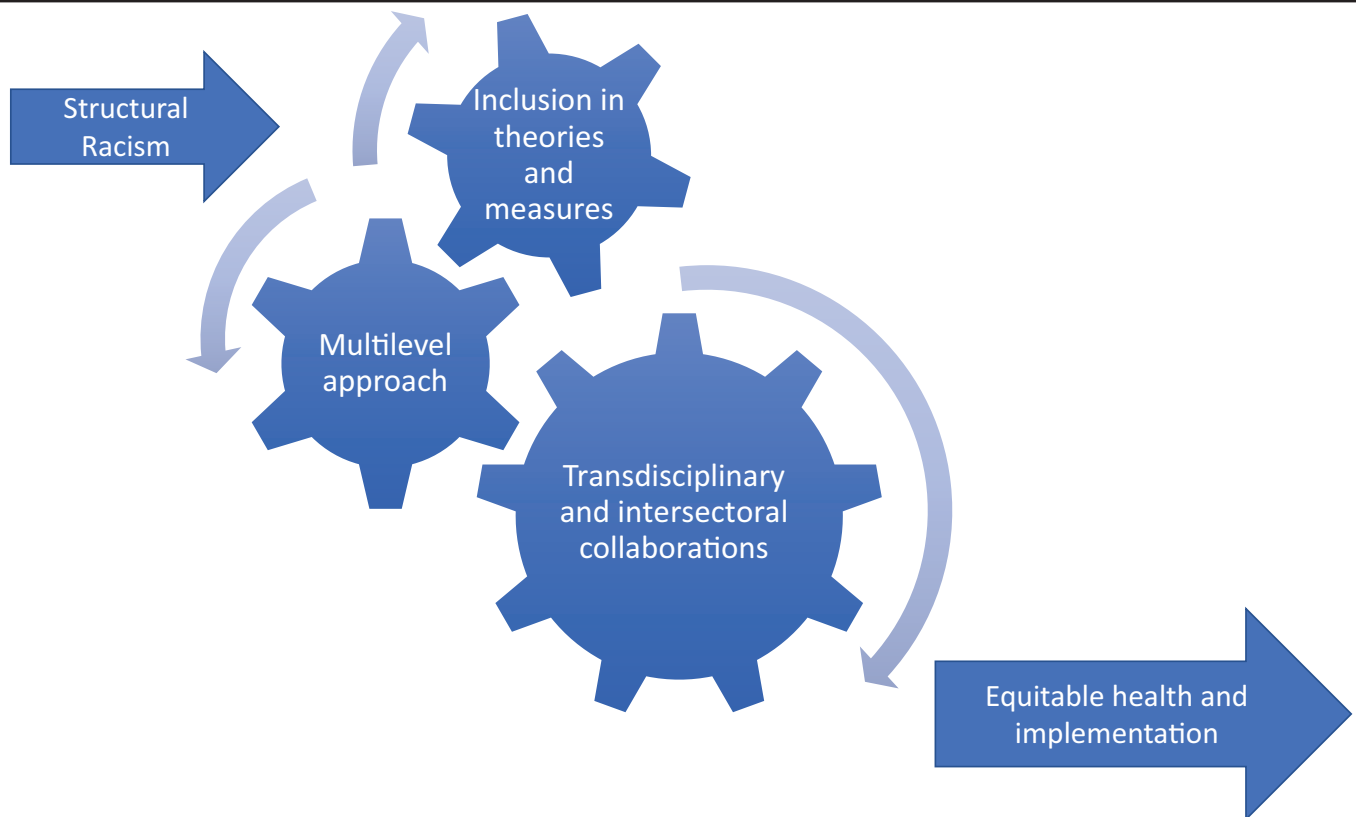 Structural
Racism
Inclusion in
theories
and
measures
Multilevel
approach
Transdisciplinary
and intersectoral
collaborations
Equitable health and
implementation